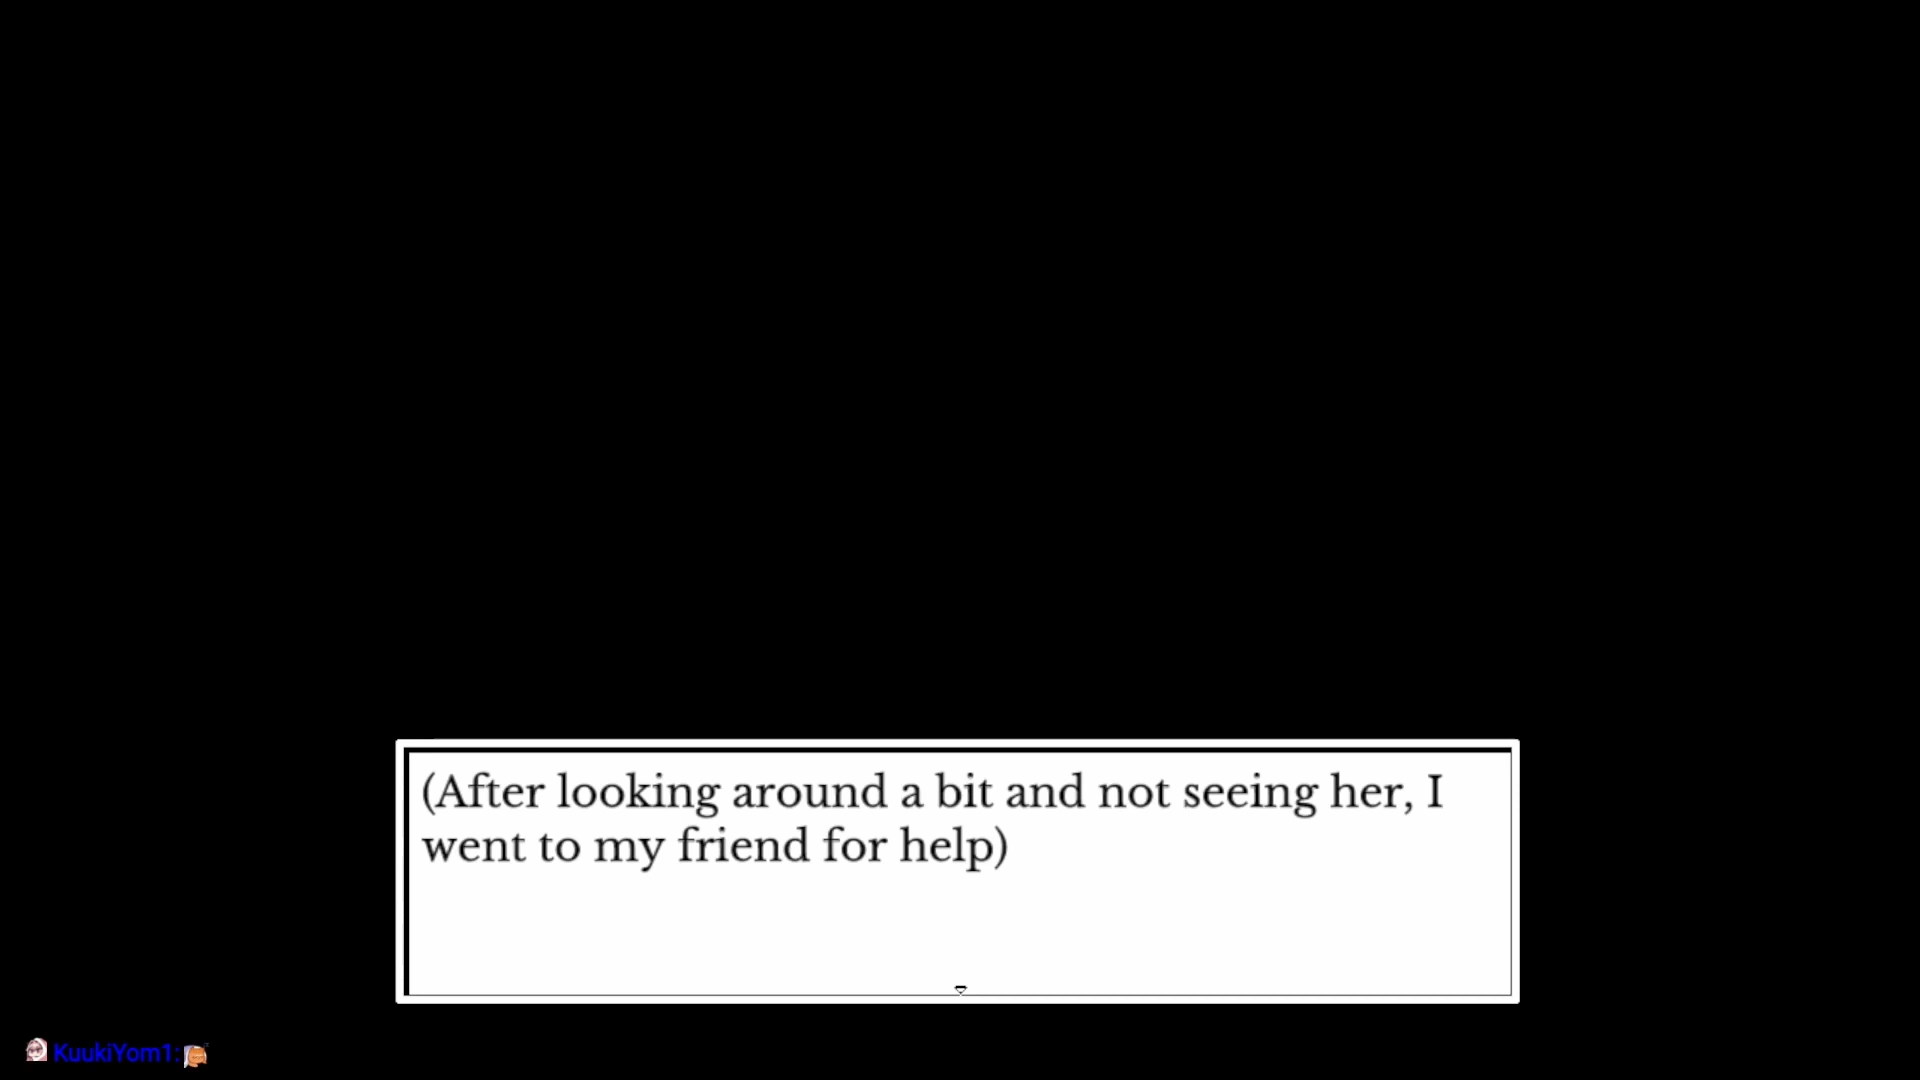 (After looking around a bit and not seeing her, I
went to my friend for help)
KuukiYom1: